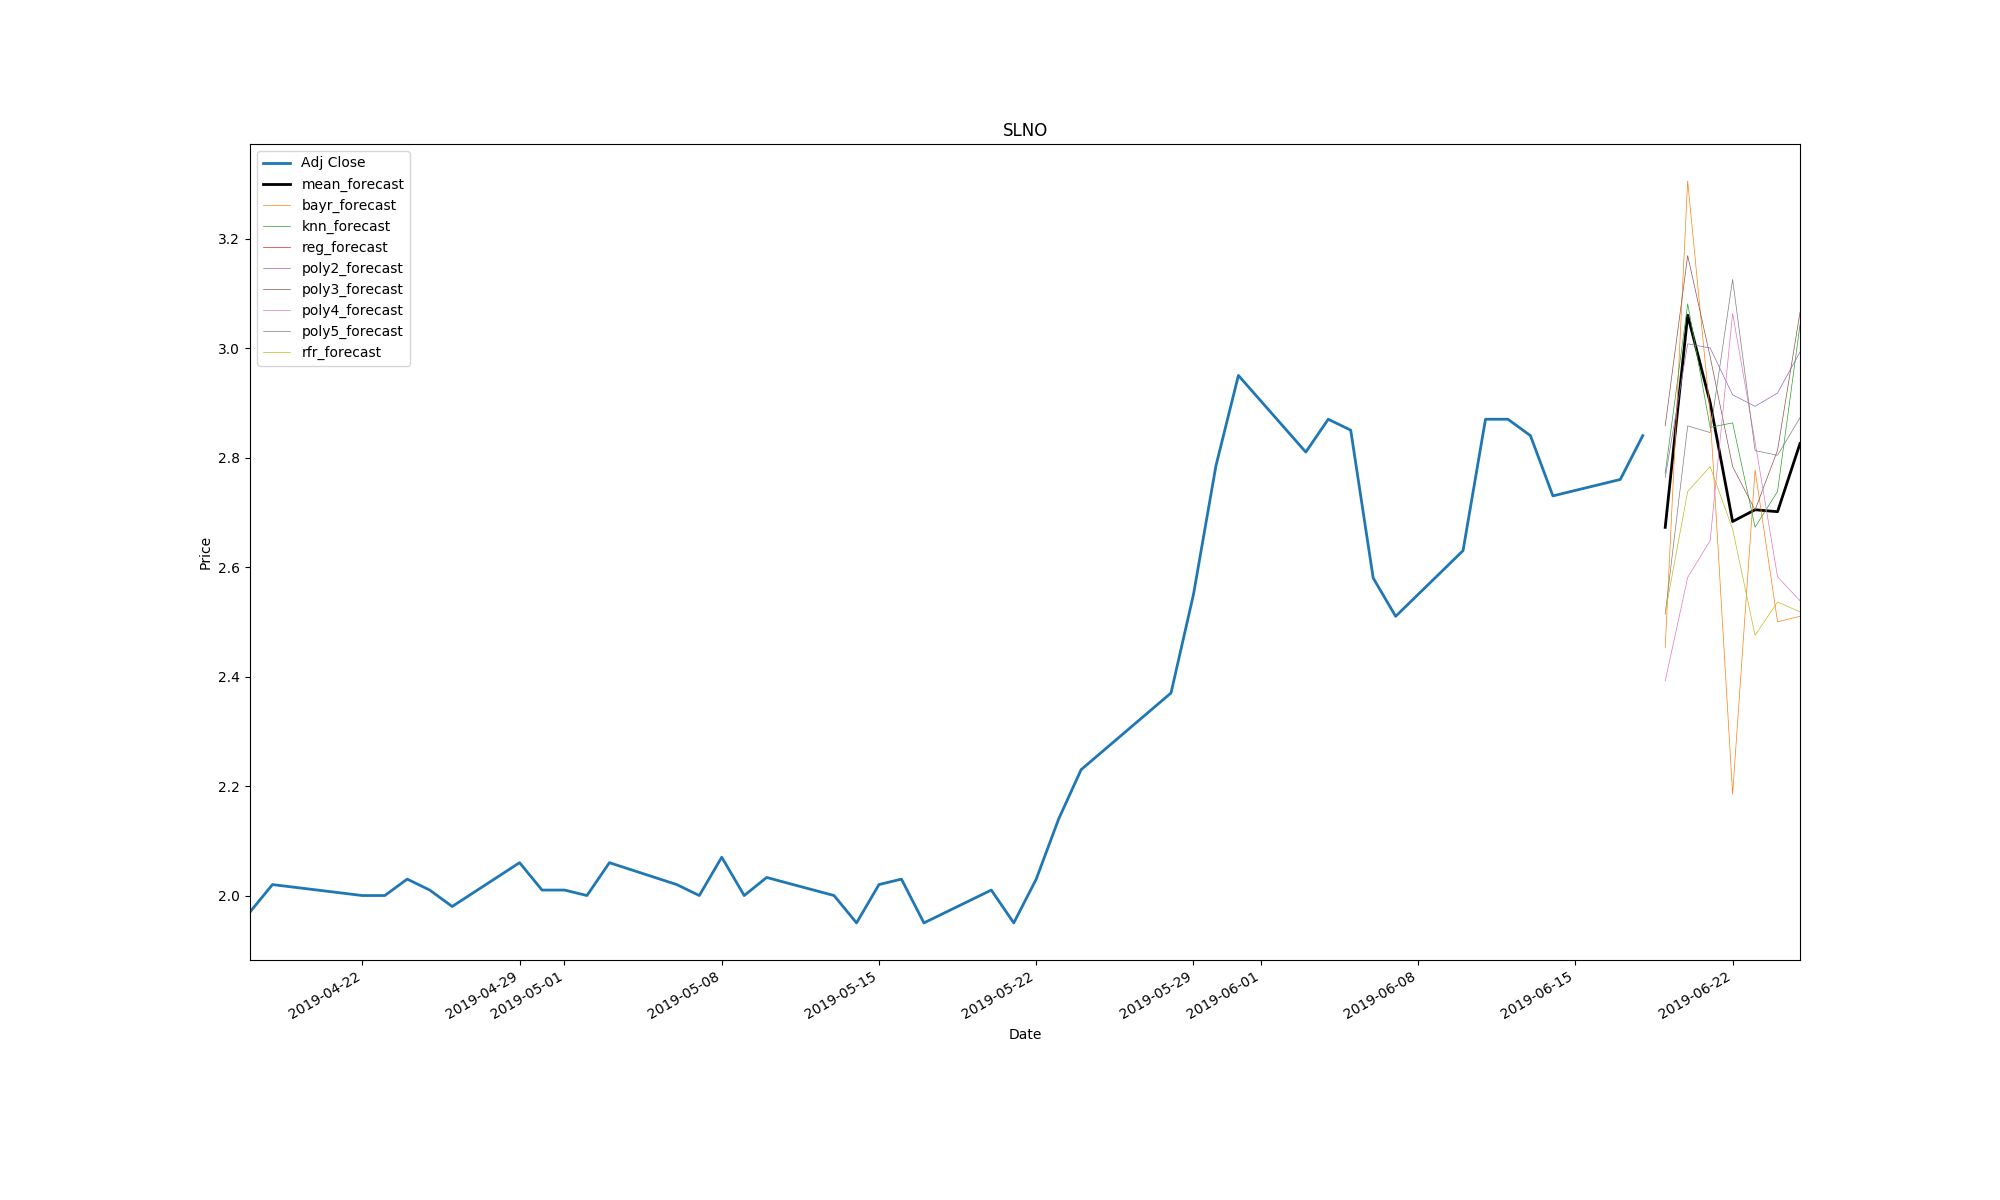 SLNO
Adj Close
mean_forecast
bayr_forecast
knn_forecast
reg_forecast
poly2_forecast
poly3_forecast
poly4_forecast
poly5_forecast
rfr_forecast
3.2
3.0
2.8
2.6
2.4
2.2
2.0
Price
2019-04-22
2019-04-29
2019-05-01
2019-05-08
2019-05-15
2019-05-22
2019-05-29
2019-06-01
2019-06-08
2019-06-15
2019-06-22
Date